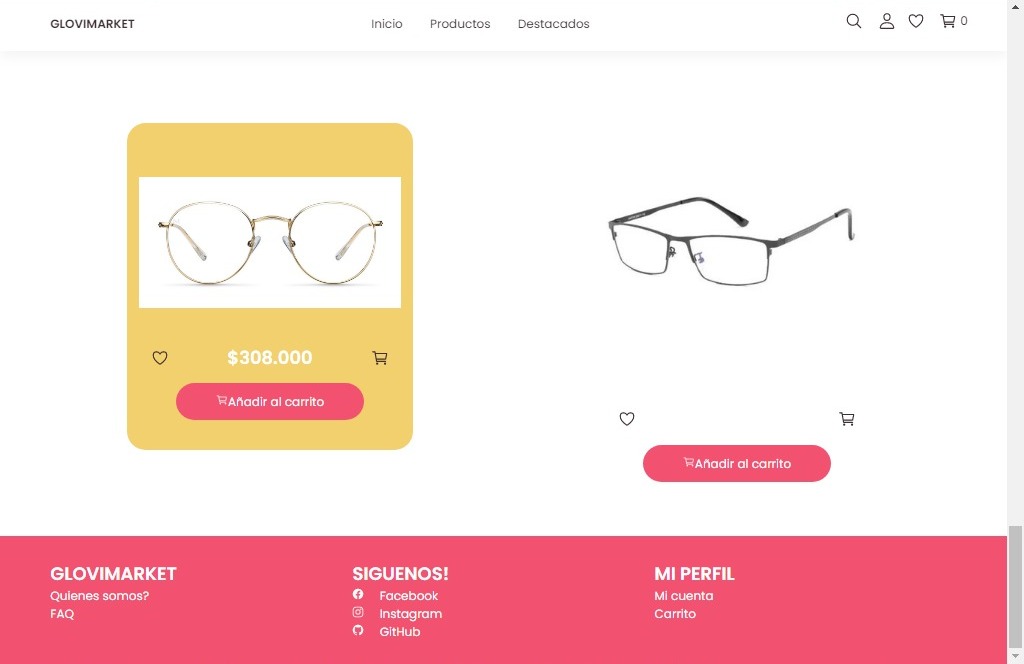 GLOVIMARKET
Inicio Productos Destacados
0
$308.000
Añadir al carrito
Añadir al carrito
GLOVIMARKET
Quienes somos?
FAQ
SIGUENOS!
Facebook
Instagram
GitHub
MI PERFIL
Mi cuenta
Carrito